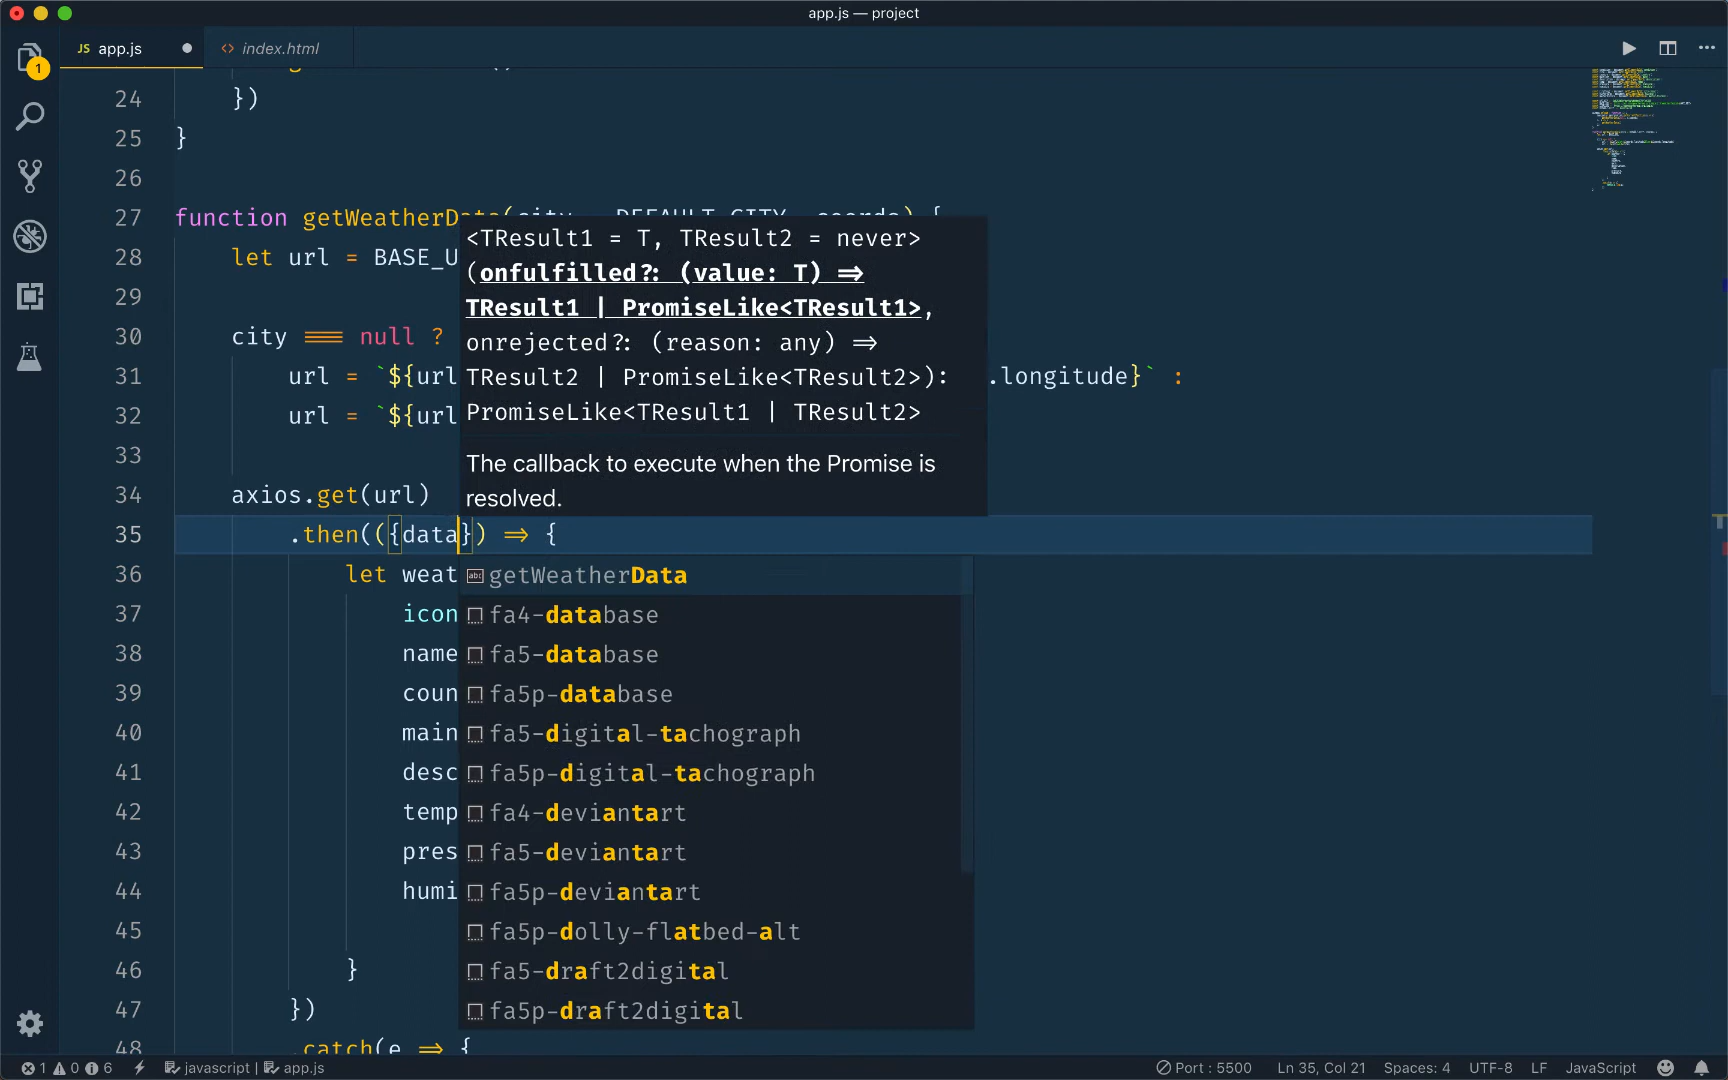 app.js — project
JS app.js
<> index.html
1
24 })
25 }
26
27 function getWeatherData(city = DEFAULT_CITY, coords) {
28 let url = BASE_U
29
30 city === null ?
31 url = `${url .longitude}` :
32 url = `${url
33
34 axios.get(url)
35 .then(({data}) => {
36 let weat
37 icon
38 name
39 coun
40 main
41 desc
42 temp
43 pres
44 humi
45
46 }
47 })
48 .catch(e => {
<TResult1 = T, TResult2 = never>
(onfulfilled?: (value: T) =>
TResult1 | PromiseLike<TResult1>,
onrejected?: (reason: any) =>
TResult2 | PromiseLike<TResult2>):
PromiseLike<TResult1 | TResult2>
The callback to execute when the Promise is
resolved.
abc getWeatherData
fa4-database
fa5-database
fa5p-database
fa5-digital-tachograph
fa5p-digital-tachograph
fa4-deviantart
fa5-deviantart
fa5p-deviantart
fa5p-dolly-flatbed-alt
fa5-draft2digital
fa5p-draft2digital
1 0 6 javascript | app.js Port : 5500 Ln 35, Col 21 Spaces: 4 UTF-8 LF JavaScript